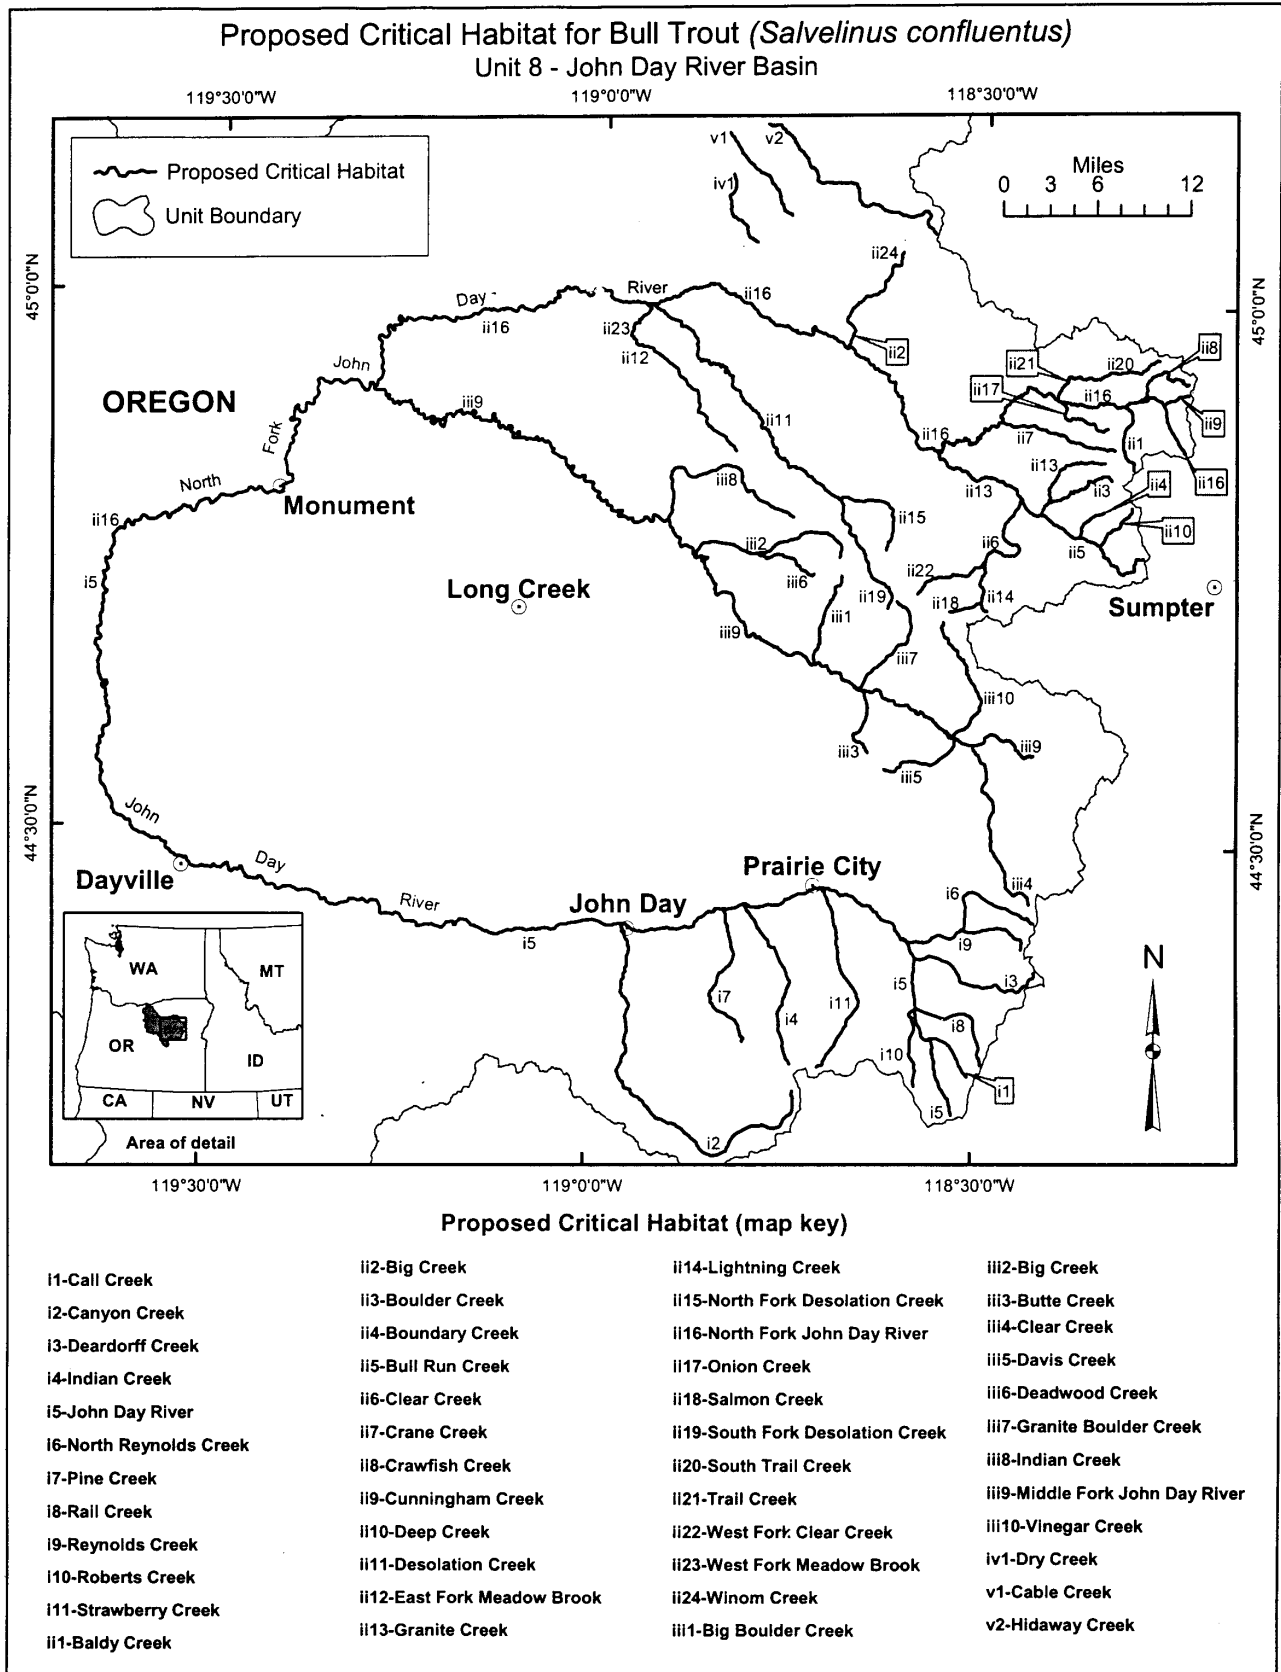 Proposed Critical Habitat for Bull Trout (Salvelinus confluentus)
Unit 8 - John Day River Basin
119°30'0"W
119°0'0"W
118°30'0"W
Proposed Critical Habitat
Unit Boundary
Miles
0 3 6 12
v1
v2
iv1
ii24
45°0'0"N
45°0'0"N
Day
River
ii16
ii16
ii23
ii12
ii2
ii21
ii20
ii8
John
ii17
ii16
ii9
OREGON
iii9
ii11
ii16
ii7
ii1
Fork
ii13
ii4
ii16
North
iii8
ii13
ii3
Monument
ii16
ii15
ii10
i5
iii2
ii6
ii5
iii6
ii22
Long Creek
ii19
ii18
ii14
Sumpter
iii1
iii9
iii7
iii10
iii3
iii9
iii5
44°30'0"N
44°30'0"N
John
Day
Dayville
Prairie City
River
John Day
i6
iii4
i5
i9
WA
MT
i7
i11
i5
i3
i4
i8
OR
ID
i10
i1
CA
NV
UT
i5
Area of detail
i2
N
119°30'0"W
119°0'0"W
118°30'0"W
Proposed Critical Habitat (map key)
i1-Call Creek
i2-Canyon Creek
i3-Deardorff Creek
i4-Indian Creek
i5-John Day River
i6-North Reynolds Creek
i7-Pine Creek
i8-Rail Creek
i9-Reynolds Creek
i10-Roberts Creek
i11-Strawberry Creek
ii1-Baldy Creek
ii2-Big Creek
ii3-Boulder Creek
ii4-Boundary Creek
ii5-Bull Run Creek
ii6-Clear Creek
ii7-Crane Creek
ii8-Crawfish Creek
ii9-Cunningham Creek
ii10-Deep Creek
ii11-Desolation Creek
ii12-East Fork Meadow Brook
ii13-Granite Creek
ii14-Lightning Creek
ii15-North Fork Desolation Creek
ii16-North Fork John Day River
ii17-Onion Creek
ii18-Salmon Creek
ii19-South Fork Desolation Creek
ii20-South Trail Creek
ii21-Trail Creek
ii22-West Fork Clear Creek
ii23-West Fork Meadow Brook
ii24-Winom Creek
iii1-Big Boulder Creek
iii2-Big Creek
iii3-Butte Creek
iii4-Clear Creek
iii5-Davis Creek
iii6-Deadwood Creek
iii7-Granite Boulder Creek
iii8-Indian Creek
iii9-Middle Fork John Day River
iii10-Vinegar Creek
iv1-Dry Creek
v1-Cable Creek
v2-Hidaway Creek